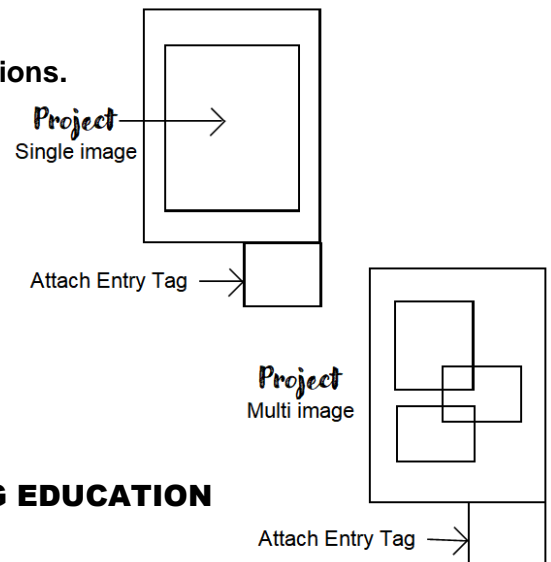 ions.
Project
Single image
Attach Entry Tag
Project
Multi image
G EDUCATION
Attach Entry Tag